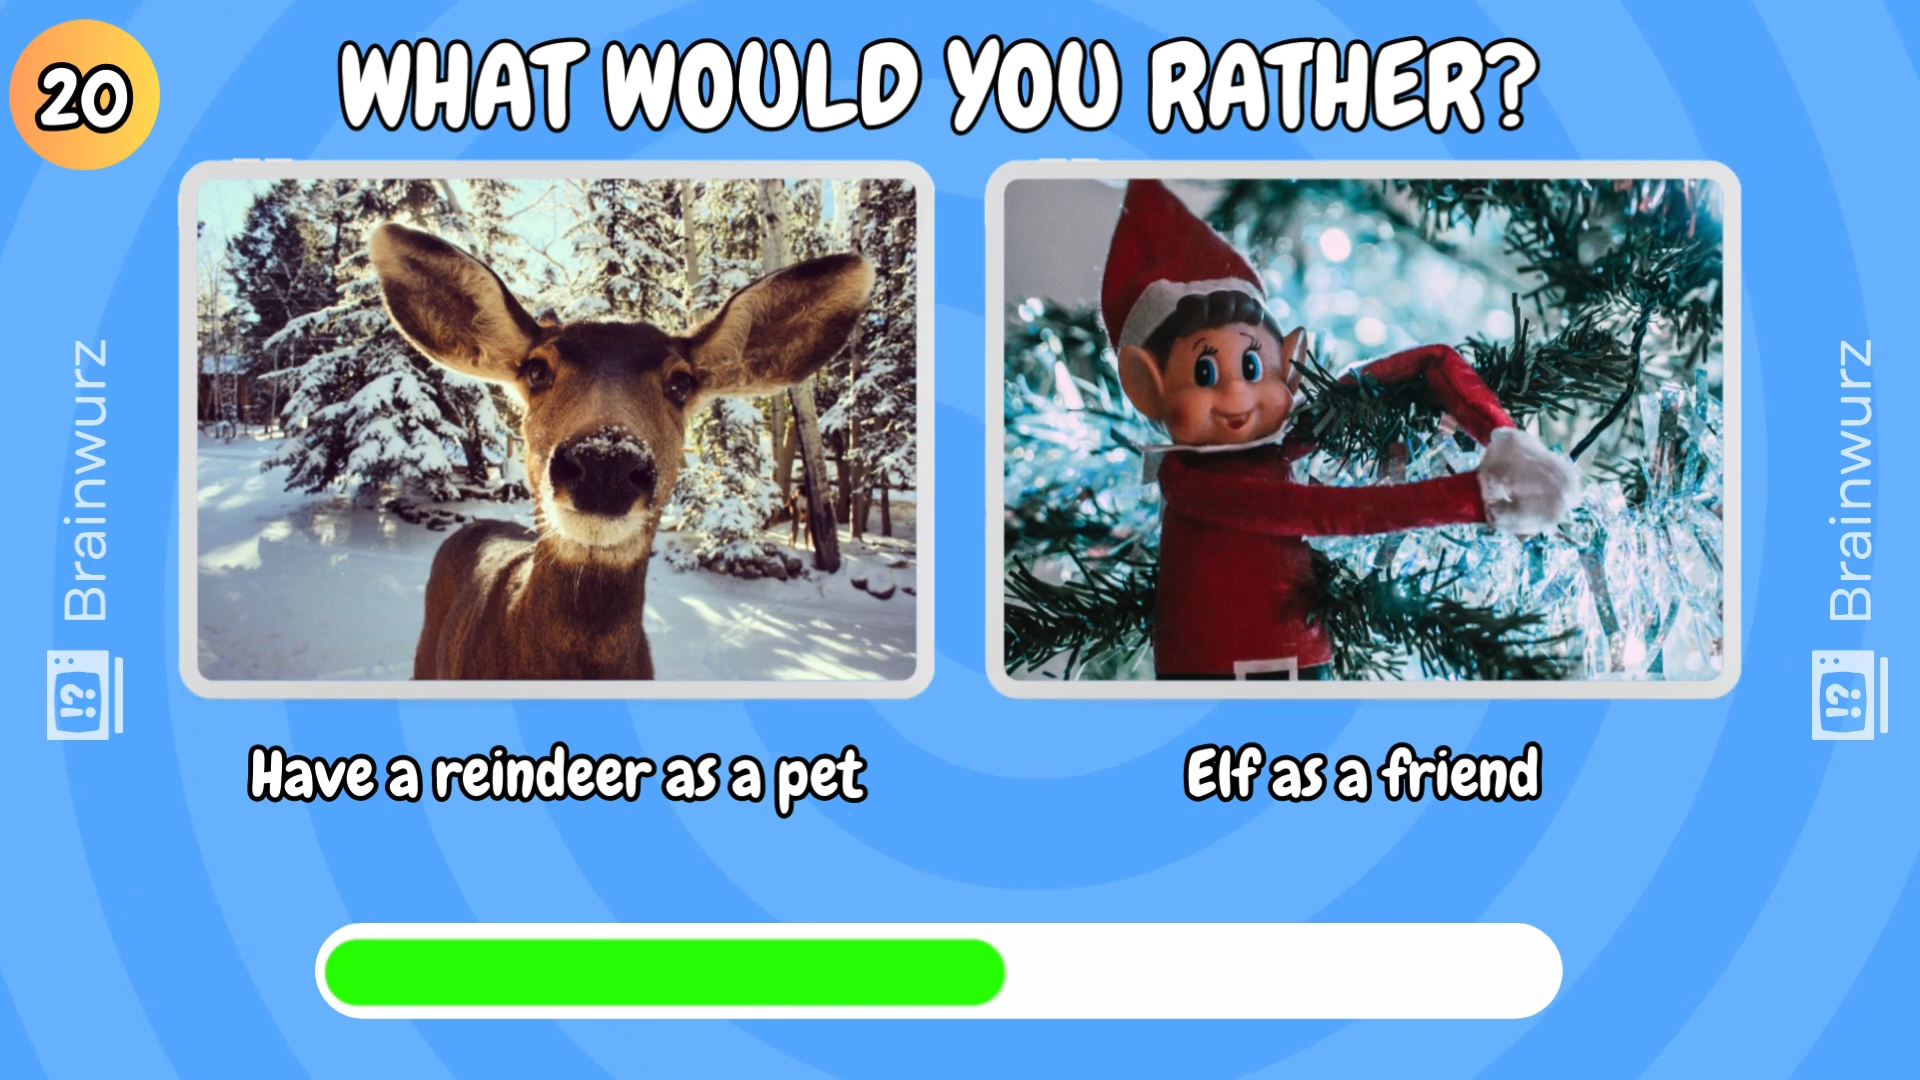 20
WHAT WOULD YOU RATHER?
Brainwurz
!?
Brainwurz
!?
Have a reindeer as a pet
Elf as a friend